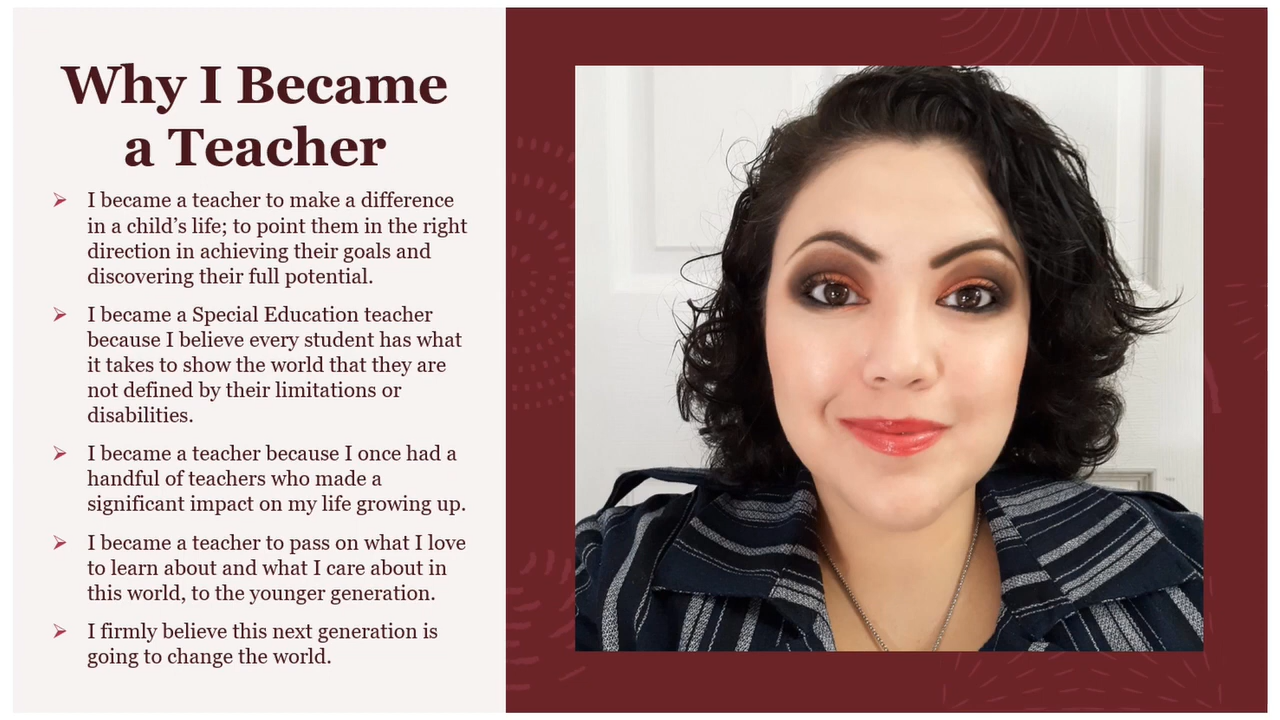 Why I Became
a Teacher
➢ I became a teacher to make a difference
in a child’s life; to point them in the right
direction in achieving their goals and
discovering their full potential.
➢ I became a Special Education teacher
because I believe every student has what
it takes to show the world that they are
not defined by their limitations or
disabilities.
➢ I became a teacher because I once had a
handful of teachers who made a
significant impact on my life growing up.
➢ I became a teacher to pass on what I love
to learn about and what I care about in
this world, to the younger generation.
➢ I firmly believe this next generation is
going to change the world.